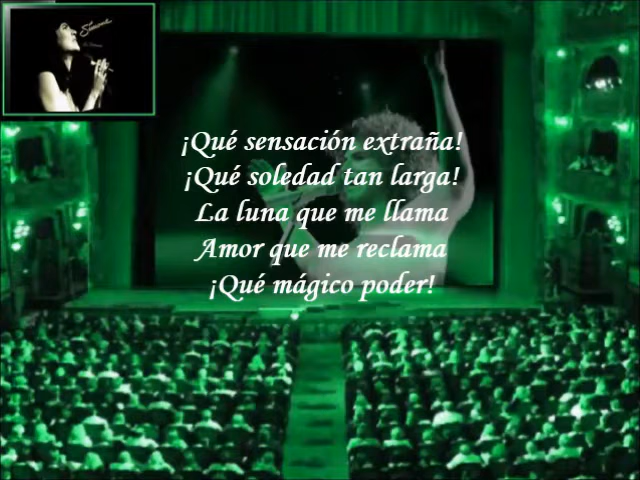 Simone
¡Qué sensación extraña!
¡Qué soledad tan larga!
La luna que me llama
Amor que me reclama
¡Qué mágico poder!